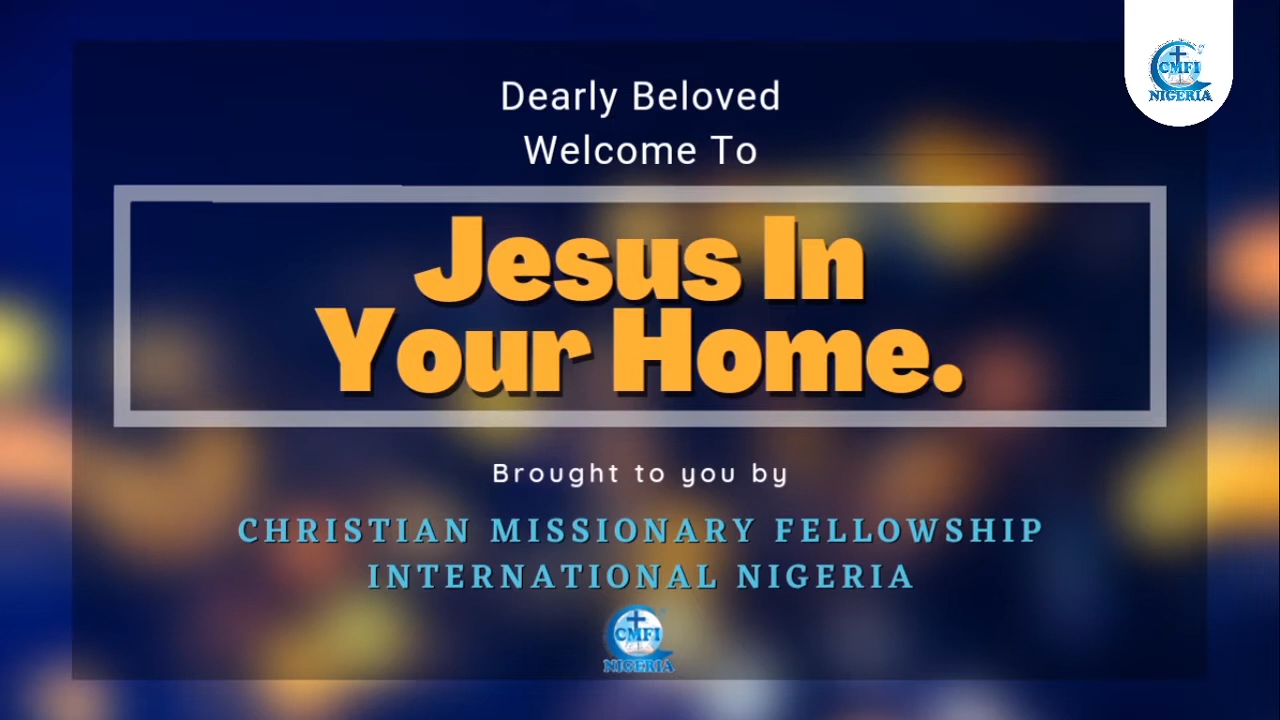 CMFI
NIGERIA
Dearly Beloved
Welcome To
Jesus In
Your Home.
Brought to you by
CHRISTIAN MISSIONARY FELLOWSHIP
INTERNATIONAL NIGERIA
CMFI
NIGERIA